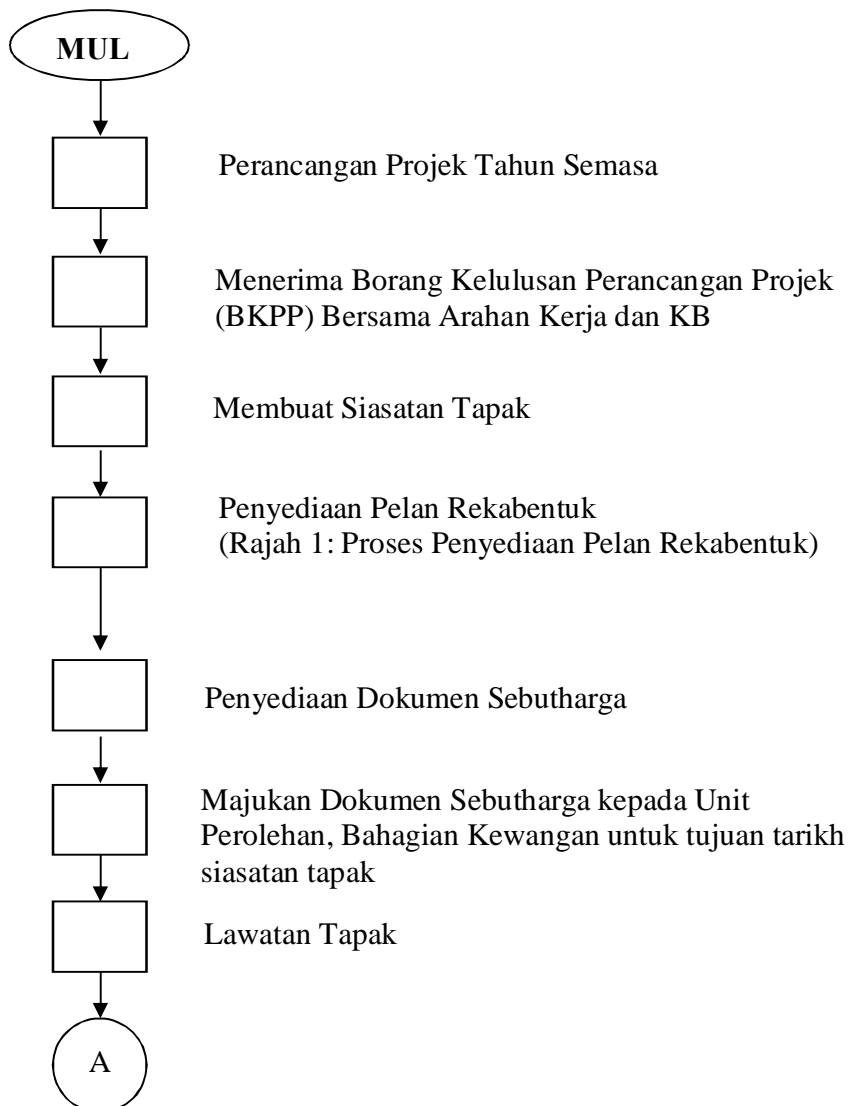 MUL
Perancangan Projek Tahun Semasa
Menerima Borang Kelulusan Perancangan Projek
(BKPP) Bersama Arahan Kerja dan KB
Membuat Siasatan Tapak
Penyediaan Pelan Rekabentuk
(Rajah 1: Proses Penyediaan Pelan Rekabentuk)
Penyediaan Dokumen Sebutharga
Majukan Dokumen Sebutharga kepada Unit
Perolehan, Bahagian Kewangan untuk tujuan tarikh
siasatan tapak
Lawatan Tapak
A